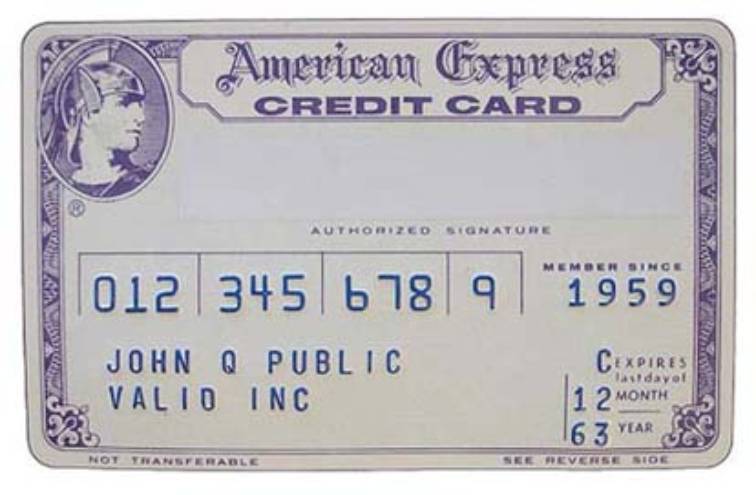 American Express
CREDIT CARD
®
AUTHORIZED SIGNATURE
012 345 678 9
MEMBER SINCE
1959
JOHN Q PUBLIC
VALID INC
C EXPIRES
last day of
12 MONTH
63 YEAR
NOT TRANSFERABLE SEE REVERSE SIDE